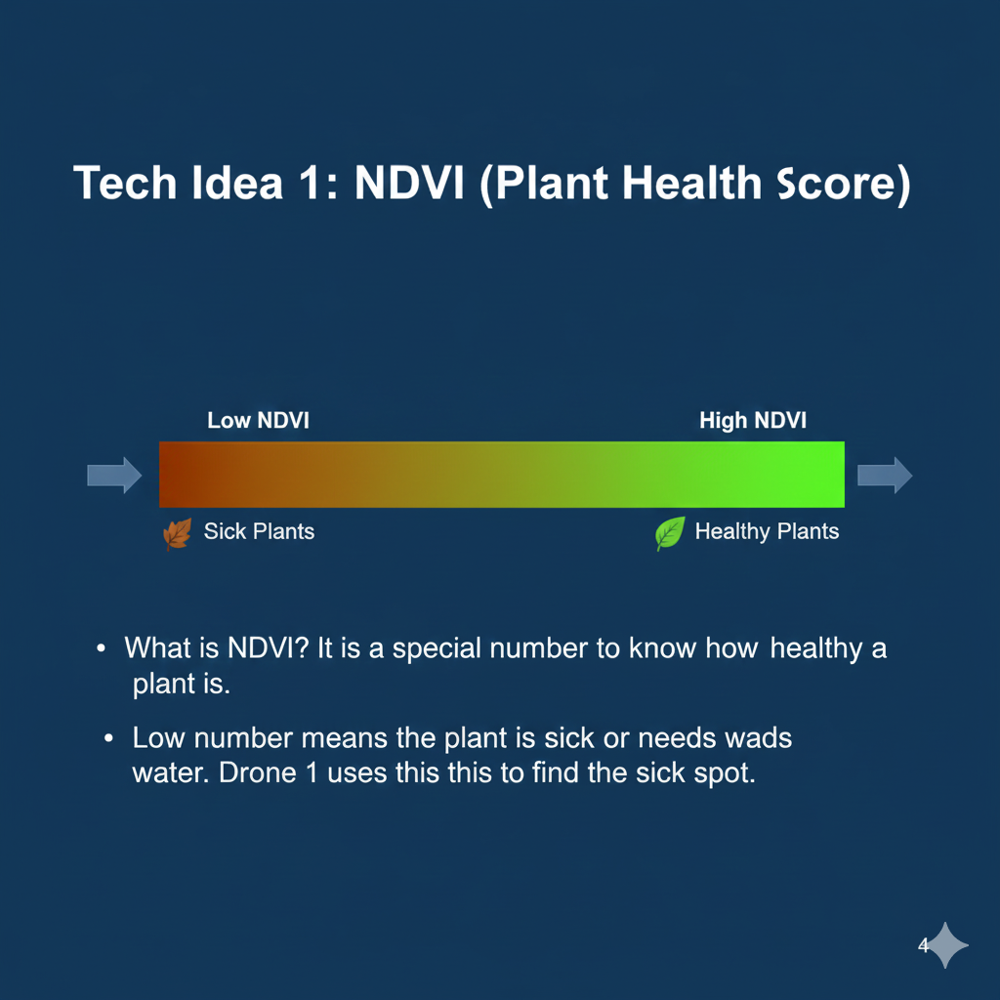 Tech Idea 1: NDVI (Plant Health Score)
Low NDVI
High NDVI
Sick Plants
Healthy Plants
• What is NDVI? It is a special number to know how healthy a
plant is.
• Low number means the plant is sick or needs wads
water. Drone 1 uses this this to find the sick spot.
4